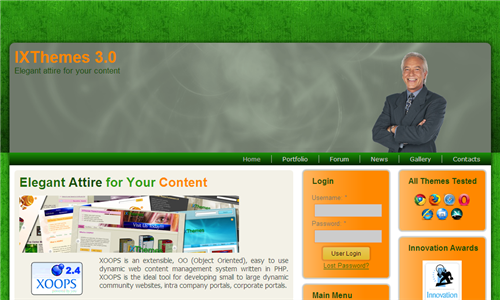 IXThemes 3.0
Elegant attire for your content
Home
Portfolio
Forum
News
Gallery
Contacts
Elegant Attire for Your Content
XOOPS is an extensible, OO (Object Oriented), easy to
use dynamic web content management system written in PHP.
XOOPS is the ideal tool for developing small to large dynamic
community websites, intra company portals, corporate portals.
2.4
XOOPS
Login
Username: *
Password: *
User Login
Lost Password?
Main Menu
All Themes Tested
Innovation Awards
Innovation